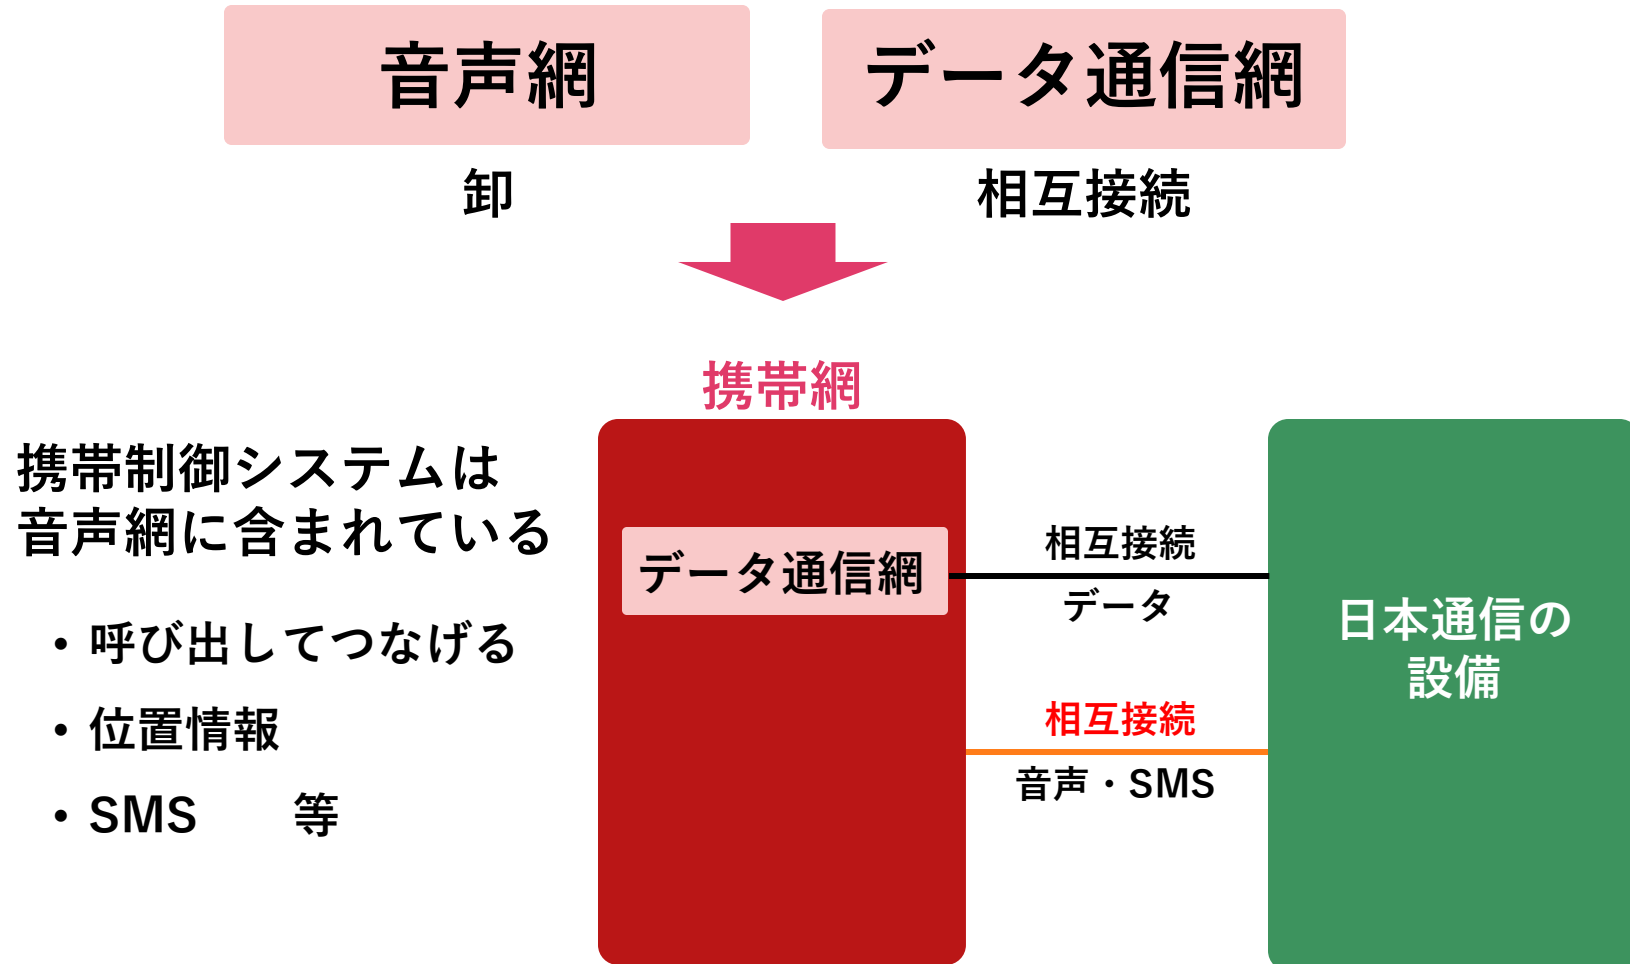 音声網
データ通信網
卸
相互接続
携帯網
携帯制御システムは
音声網に含まれている
・呼び出してつなげる
・位置情報
・SMS　　等
データ通信網
相互接続
データ
相互接続
音声・SMS
日本通信の
設備